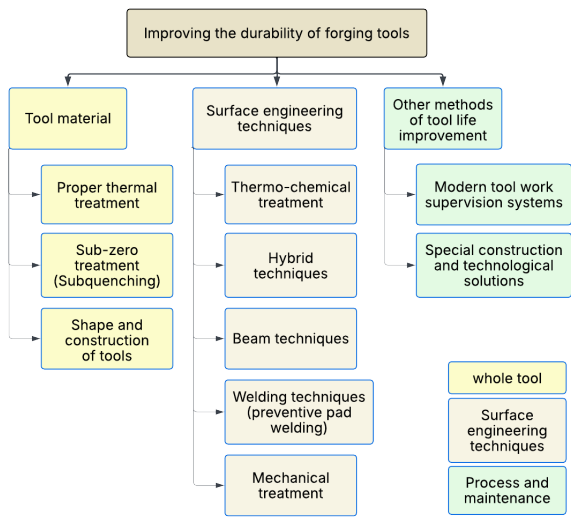 Improving the durability of forging tools
Tool material
Proper thermal
treatment
Sub-zero
treatment
(Subquenching)
Shape and
construction
of tools
Surface engineering
techniques
Thermo-chemical
treatment
Hybrid
techniques
Beam techniques
Welding techniques
(preventive pad
welding)
Mechanical
treatment
Other methods
of tool life
improvement
Modern tool work
supervision systems
Special construction
and technological
solutions
whole tool
Surface
engineering
techniques
Process and
maintenance